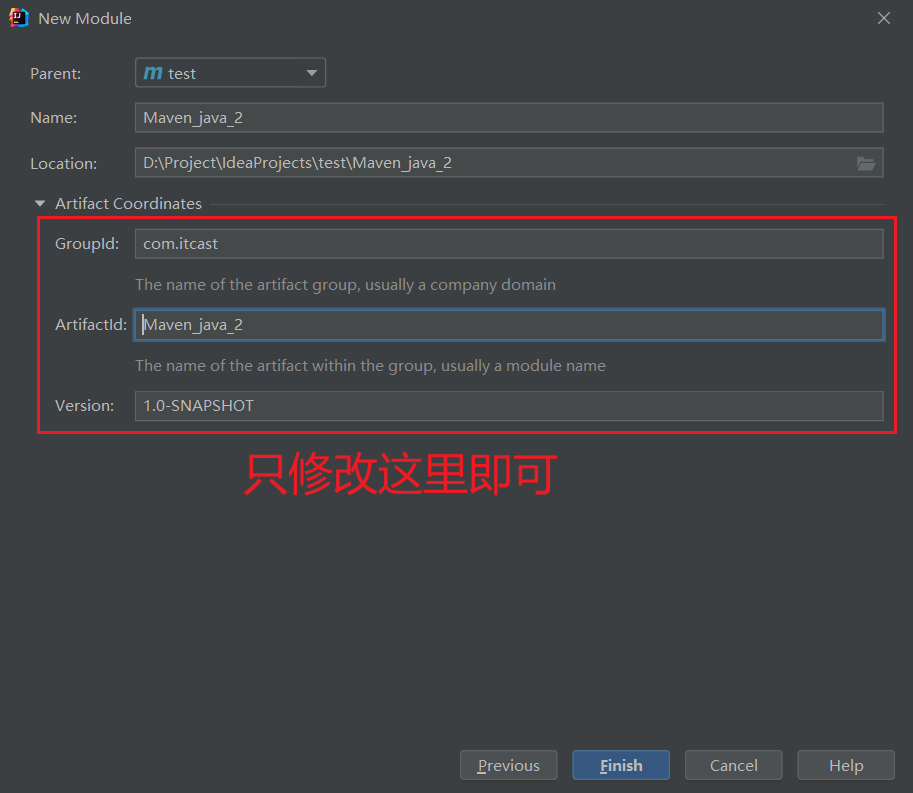 New Module
Parent: m test
Name: Maven_java_2
Location: D:\Project\IdeaProjects\test\Maven_java_2
Artifact Coordinates
GroupId: com.itcast
The name of the artifact group, usually a company domain
ArtifactId: Maven_java_2
The name of the artifact within the group, usually a module name
Version: 1.0-SNAPSHOT
只修改这里即可
Previous Finish Cancel Help